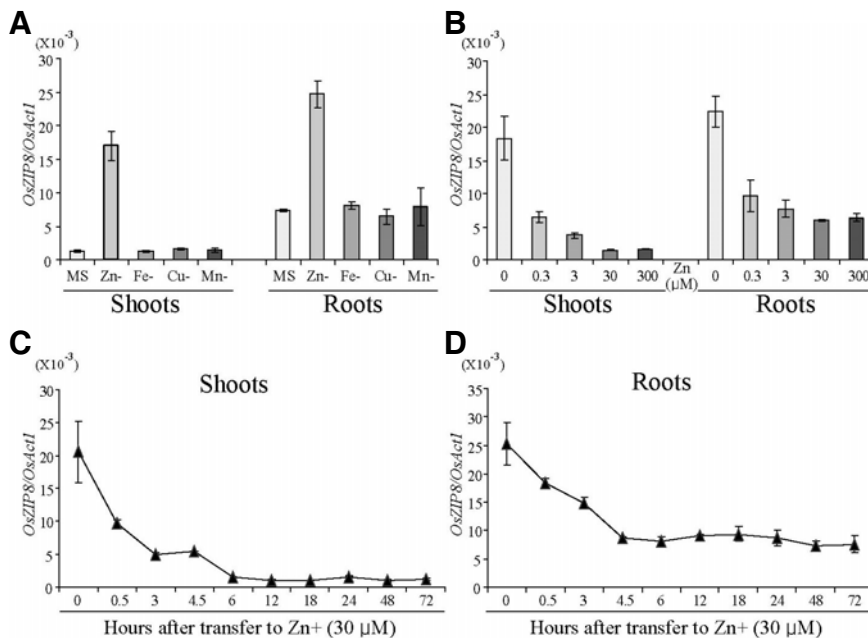 A
(X10⁻³)
OsZIP8/OsAct1
30
25
20
15
10
5
0
MS Zn- Fe- Cu- Mn- MS Zn- Fe- Cu- Mn-
Shoots Roots
B
(X10⁻³)
OsZIP8/OsAct1
30
25
20
15
10
5
0
0 0.3 3 30 300 Zn (µM) 0 0.3 3 30 300
Shoots Roots
C
(X10⁻³)
Shoots
OsZIP8/OsAct1
30
25
20
15
10
5
0
0 0.5 3 4.5 6 12 18 24 48 72
Hours after transfer to Zn+ (30 µM)
D
(X10⁻³)
Roots
OsZIP8/OsAct1
35
30
25
20
15
10
5
0
0 0.5 3 4.5 6 12 18 24 48 72
Hours after transfer to Zn+ (30 µM)